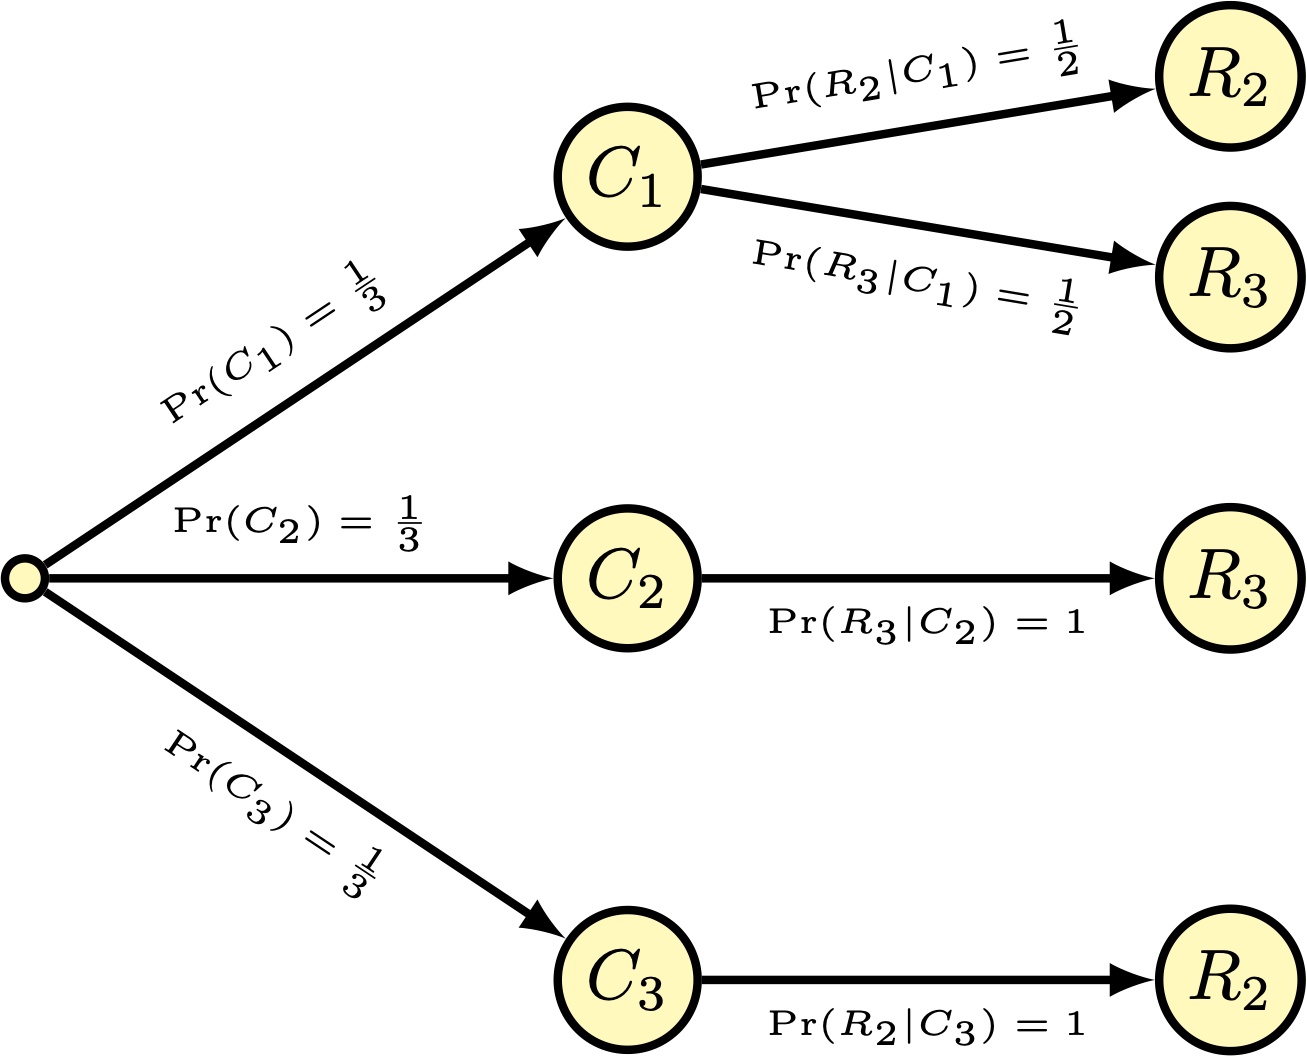 Pr(R₂|C₁) = 1/2
R₂
C₁
Pr(R₃|C₁) = 1/2
R₃
Pr(C₁) = 1/3
Pr(C₂) = 1/3
C₂
R₃
Pr(R₃|C₂) = 1
Pr(C₃) = 1/3
C₃
R₂
Pr(R₂|C₃) = 1